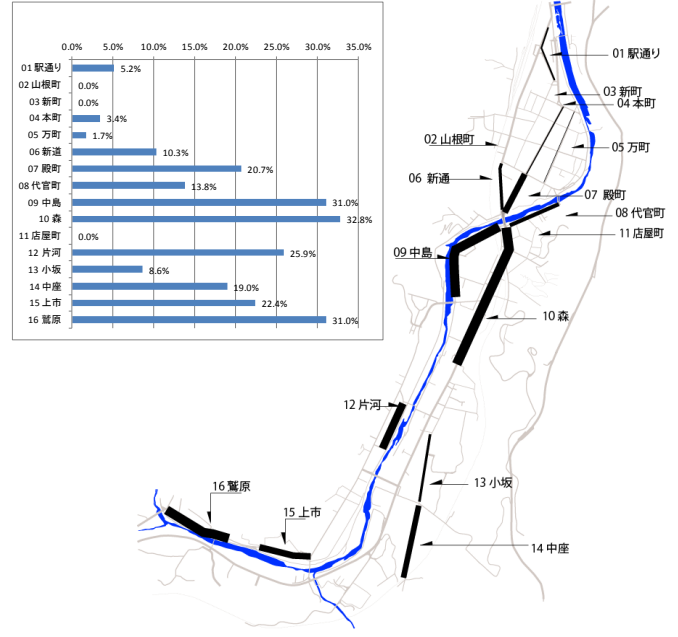 0.0% 5.0% 10.0% 15.0% 20.0% 25.0% 30.0% 35.0%
01 駅通り 5.2%
02 山根町 0.0%
03 新町 0.0%
04 本町 3.4%
05 万町 1.7%
06 新道 10.3%
07 殿町 20.7%
08 代官町 13.8%
09 中島 31.0%
10 森 32.8%
11 店屋町 0.0%
12 片河 25.9%
13 小坂 8.6%
14 中座 19.0%
15 上市 22.4%
16 鷲原 31.0%
01 駅通り
03 新町
04 本町
02 山根町
05 万町
06 新通
07 殿町
08 代官町
11 店屋町
09 中島
10 森
12 片河
13 小坂
16 鷲原
15 上市
14 中座